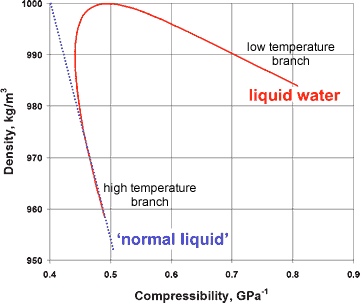 1000
990
980
970
960
950
Density, kg/m³
low temperature
branch
liquid water
high temperature
branch
‘normal liquid’
0.4 0.5 0.6 0.7 0.8 0.9
Compressibility, GPa⁻¹